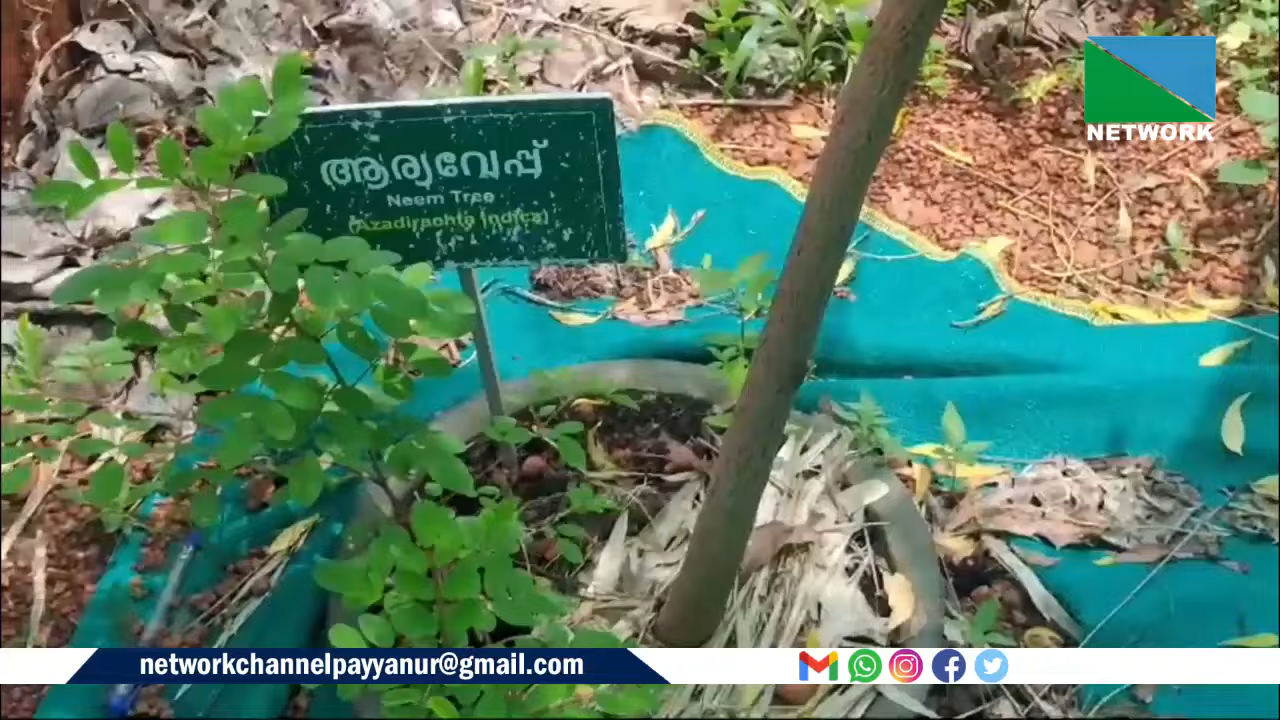 NETWORK
ആര്യവേപ്പ്
Neem Tree
(Azadirachta Indica)
networkchannelpayyanur@gmail.com